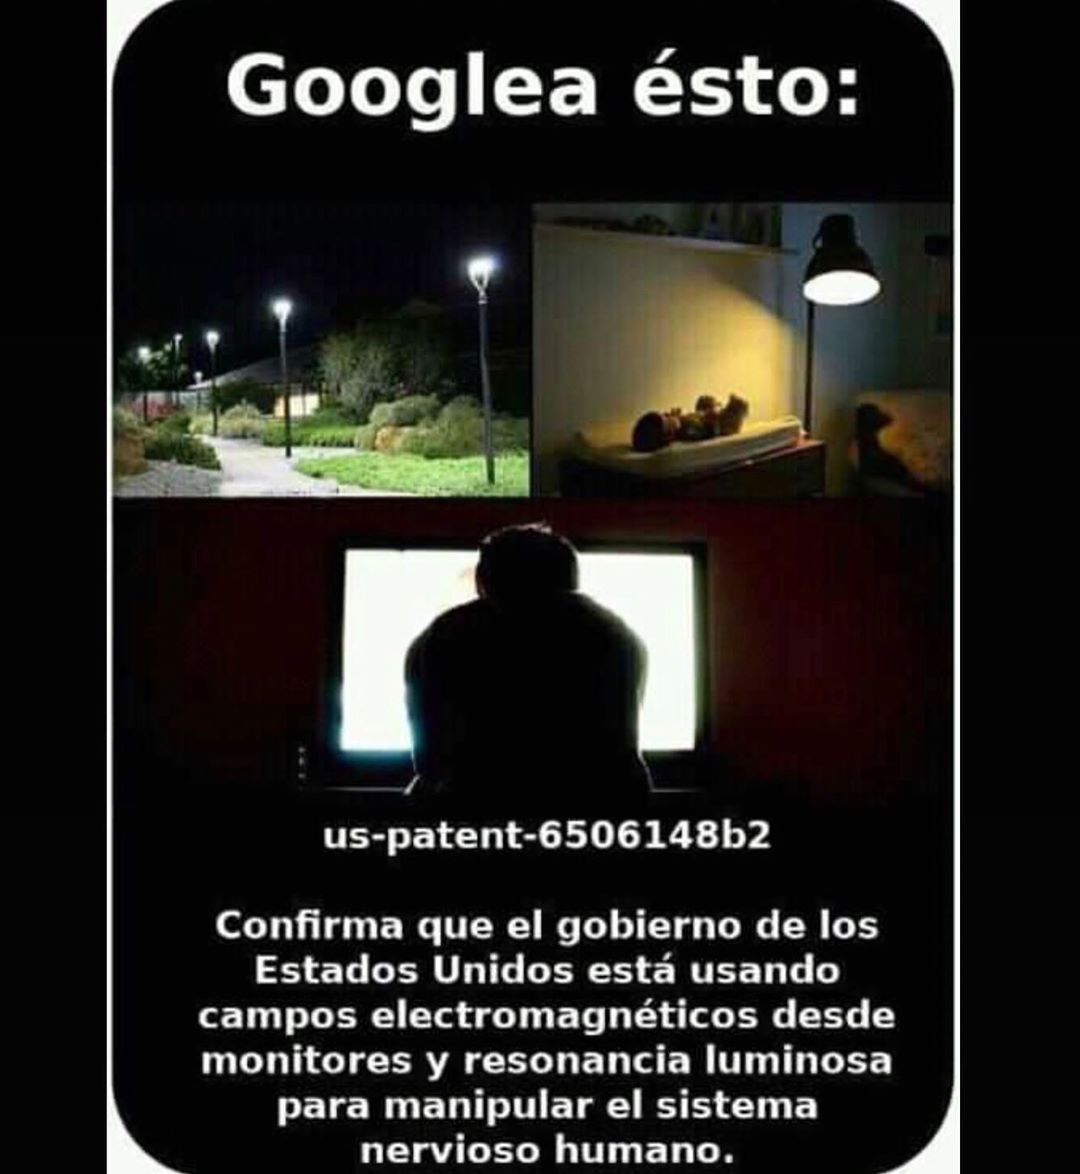 Googlea ésto:
us-patent-6506148b2
Confirma que el gobierno de los
Estados Unidos está usando
campos electromagnéticos desde
monitores y resonancia luminosa
para manipular el sistema
nervioso humano.